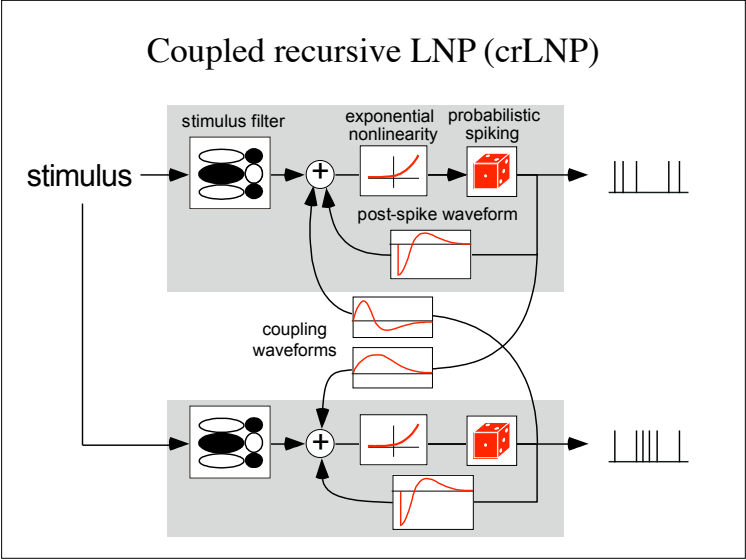 Coupled recursive LNP (crLNP)
stimulus filter
exponential
nonlinearity
probabilistic
spiking
stimulus
+
post-spike waveform
coupling
waveforms
+